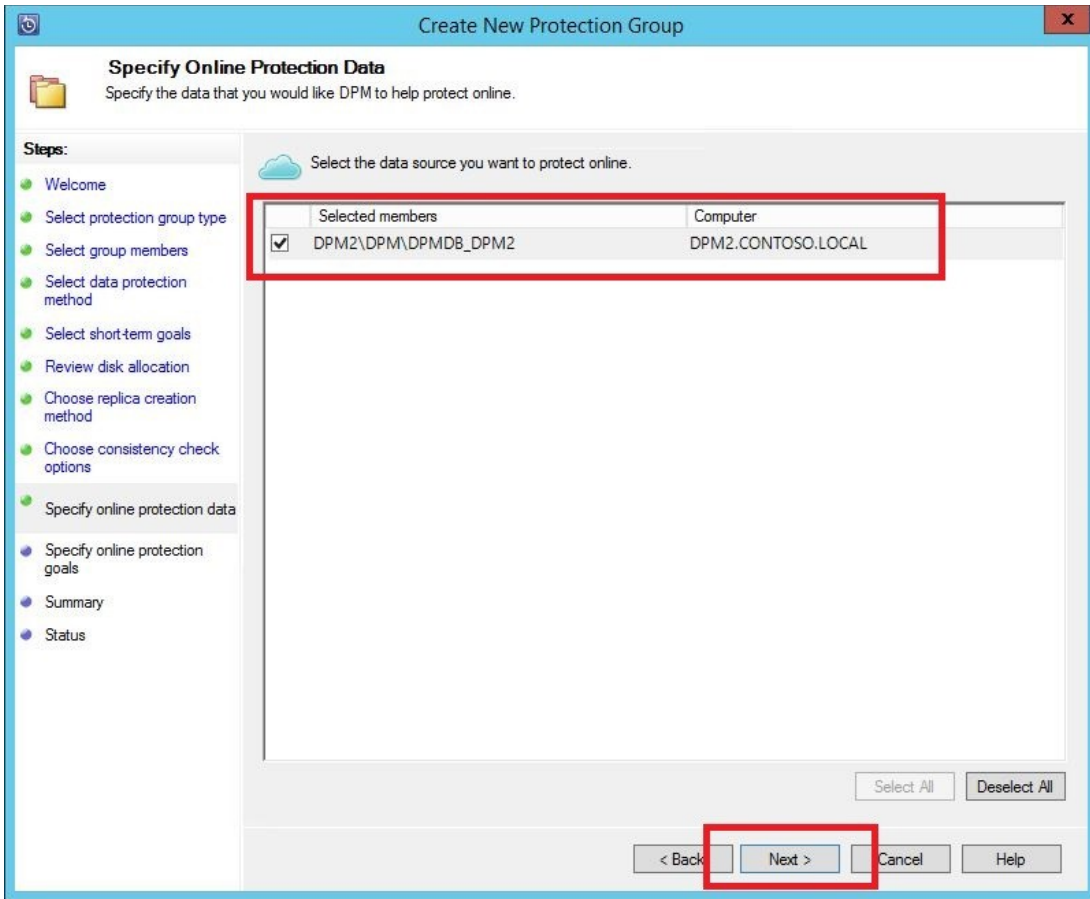 Create New Protection Group
x
Specify Online Protection Data
Specify the data that you would like DPM to help protect online.
Steps:
Welcome
Select protection group type
Select group members
Select data protection
method
Select short-term goals
Review disk allocation
Choose replica creation
method
Choose consistency check
options
Specify online protection data
Specify online protection
goals
Summary
Status
Select the data source you want to protect online.
Selected members Computer
DPM2\DPM\DPMDB_DPM2 DPM2.CONTOSO.LOCAL
Select All Deselect All
< Back Next > Cancel Help